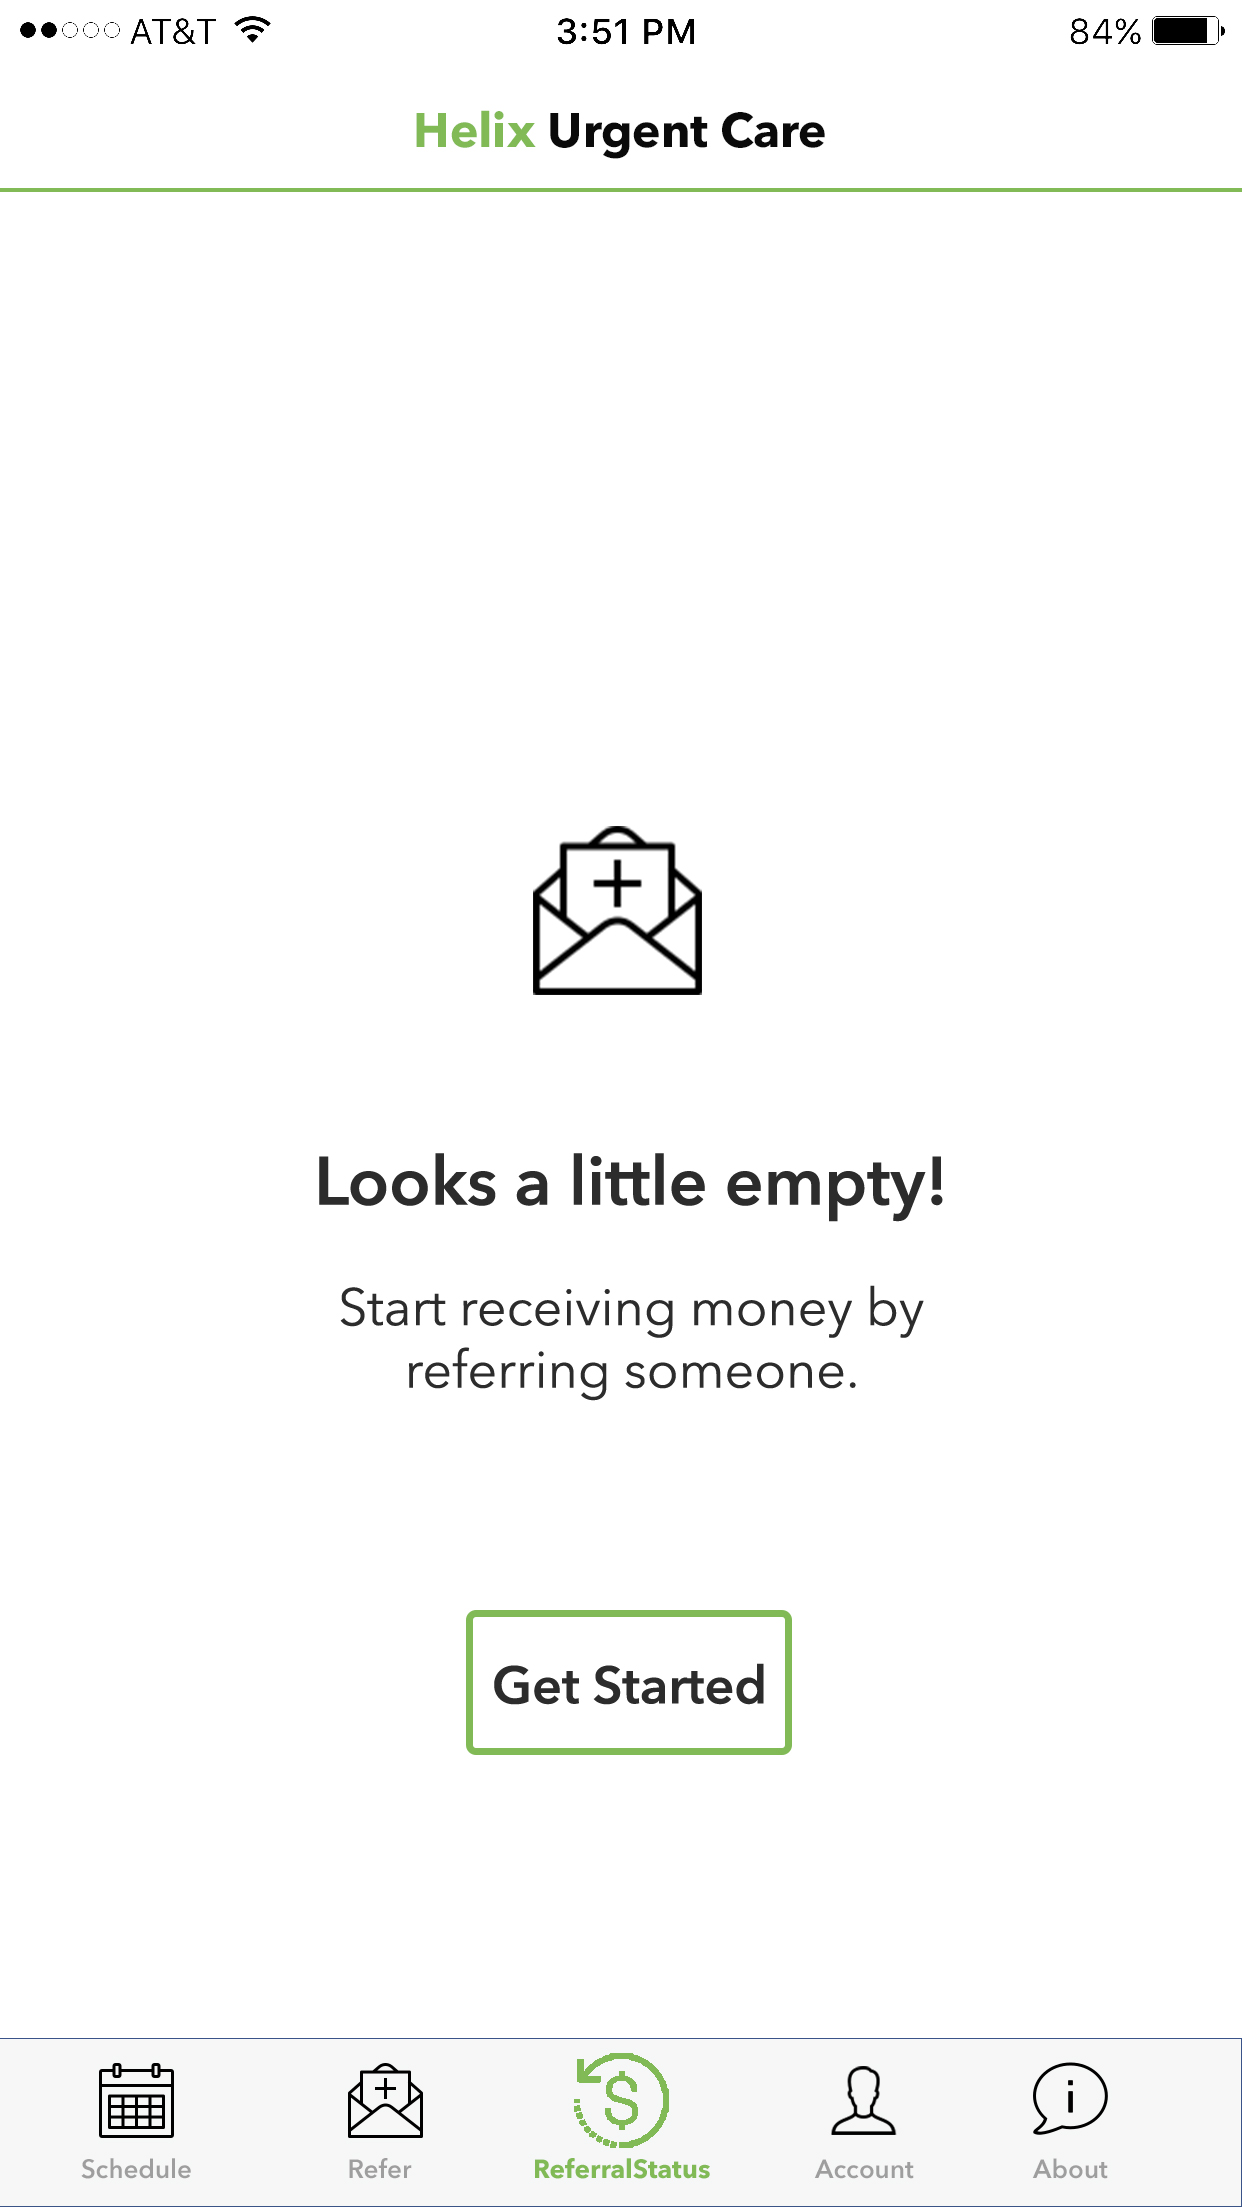 AT&T 3:51 PM 84%
Helix Urgent Care
Looks a little empty!
Start receiving money by
referring someone.
Get Started
Schedule Refer ReferralStatus Account About